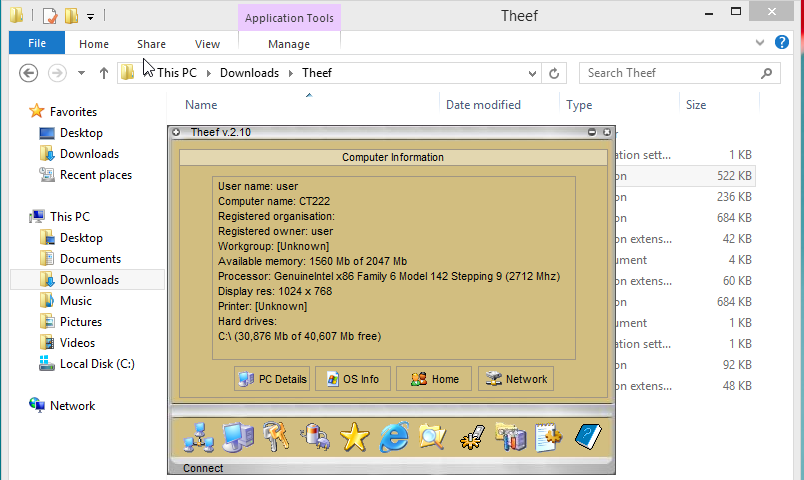 Application Tools
Theef
File
Home
Share
View
Manage
This PC
Downloads
Theef
Search Theef
Name
Date modified
Type
Size
Favorites
Desktop
Downloads
Recent places
This PC
Desktop
Documents
Downloads
Music
Pictures
Videos
Local Disk (C:)
Network
ation sett... 1 KB
on 522 KB
on 236 KB
on 684 KB
on extens... 42 KB
ument 4 KB
on extens... 60 KB
on 684 KB
ument 1 KB
ation sett... 1 KB
on 92 KB
on extens... 48 KB
Theef v.2.10
Computer Information
User name: user
Computer name: CT222
Registered organisation:
Registered owner: user
Workgroup: [Unknown]
Available memory: 1560 Mb of 2047 Mb
Processor: GenuineIntel x86 Family 6 Model 142 Stepping 9 (2712 Mhz)
Display res: 1024 x 768
Printer: [Unknown]
Hard drives:
C:\ (30,876 Mb of 40,607 Mb free)
PC Details
OS Info
Home
Network
Connect